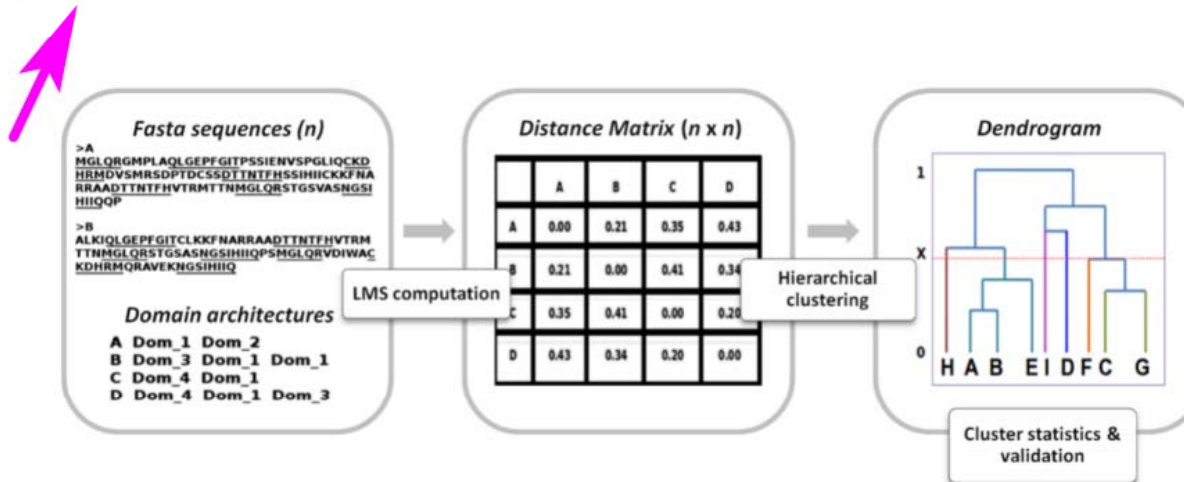 Fasta sequences (n)
>A
MGLQRGMPLAQLGEPFGITPSSIENVSPGLIQCKD
HRMDVSMRSDPTDCSSDTTNTFHSSIHIICKKFNA
RRAADTTNTFHVTRMTTNMGLQRSTGSVASNGSI
HIIQQP
>B
ALKIQLGEPFGITCLKKFNARRAADTTNTFHVTRM
TTNMGLQRSTGSASNGSIHIIQPSMGLQRVDIWAC
KDHRMQRAVEKNGSIHIIQ
Domain architectures
A Dom_1 Dom_2
B Dom_3 Dom_1 Dom_1
C Dom_4 Dom_1
D Dom_4 Dom_1 Dom_3
LMS computation
Distance Matrix (n x n)
A B C D
A 0.00 0.21 0.35 0.43
B 0.21 0.00 0.41 0.34
C 0.35 0.41 0.00 0.20
D 0.43 0.34 0.20 0.00
Hierarchical
clustering
Dendrogram
1
X
0
H A B E I D F C G
Cluster statistics &
validation